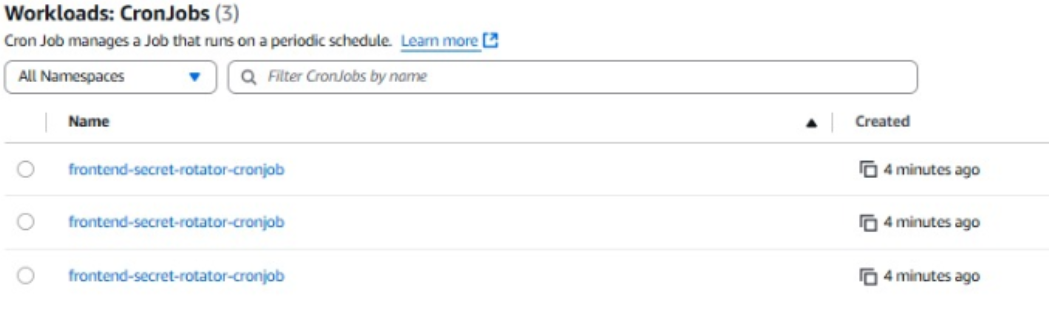 Workloads: CronJobs (3)
Cron Job manages a Job that runs on a periodic schedule. Learn more
All Namespaces Filter CronJobs by name
Name Created
frontend-secret-rotator-cronjob 4 minutes ago
frontend-secret-rotator-cronjob 4 minutes ago
frontend-secret-rotator-cronjob 4 minutes ago